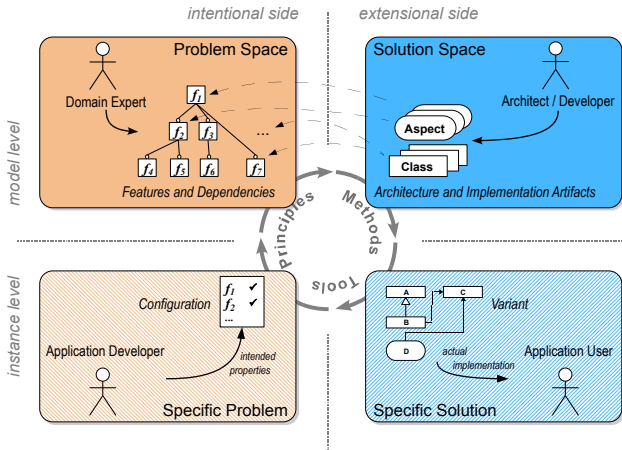 intentional side
extensional side
model level
instance level
Problem Space
Domain Expert
f1
f2
f3
...
f4
f5
f6
f7
Features and Dependencies
Solution Space
Architect / Developer
Aspect
Class
Architecture and Implementation Artifacts
Principles
Methods
Tools
Configuration
f1 ✔
f2 ✔
...
Application Developer
intended
properties
Specific Problem
A
C
B
D
Variant
actual
implementation
Application User
Specific Solution